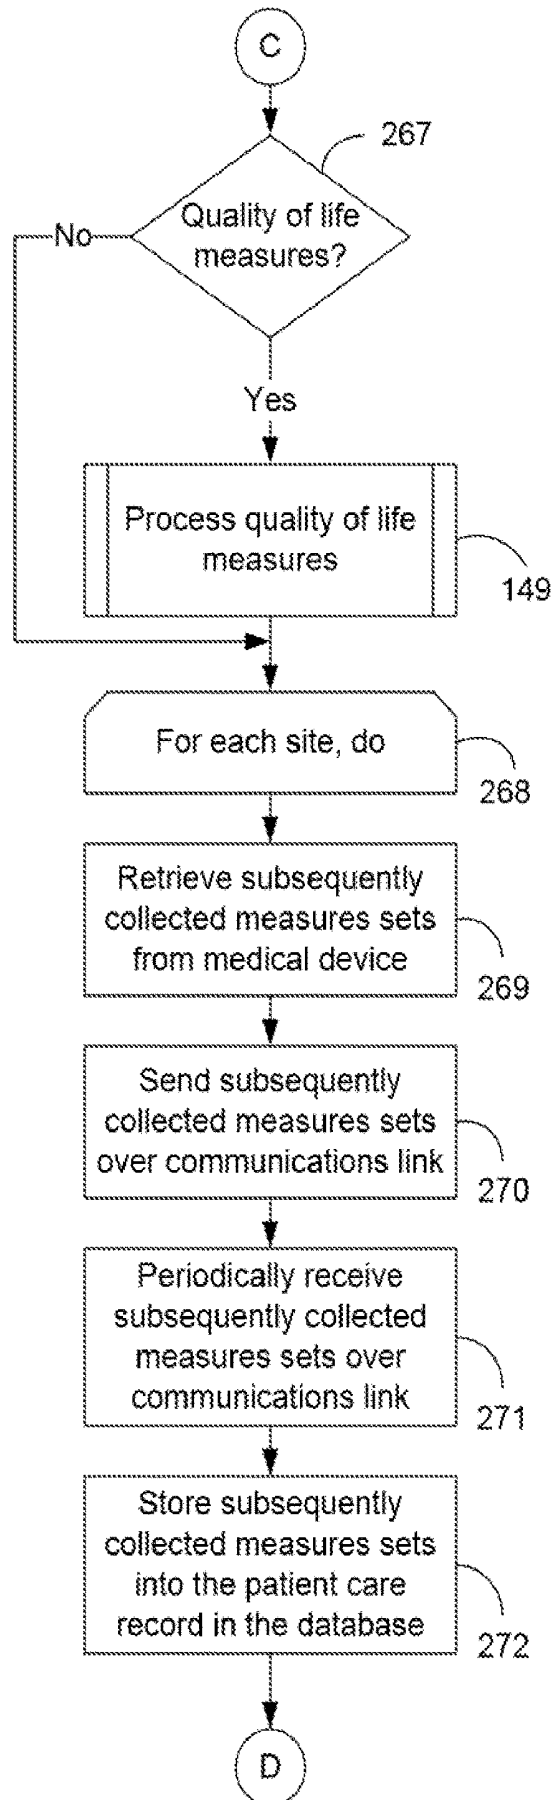 C
267
Quality of life
measures?
No
Yes
Process quality of life
measures
149
For each site, do
268
Retrieve subsequently
collected measures sets
from medical device
269
Send subsequently
collected measures sets
over communications link
270
Periodically receive
subsequently collected
measures sets over
communications link
271
Store subsequently
collected measures sets
into the patient care
record in the database
272
D